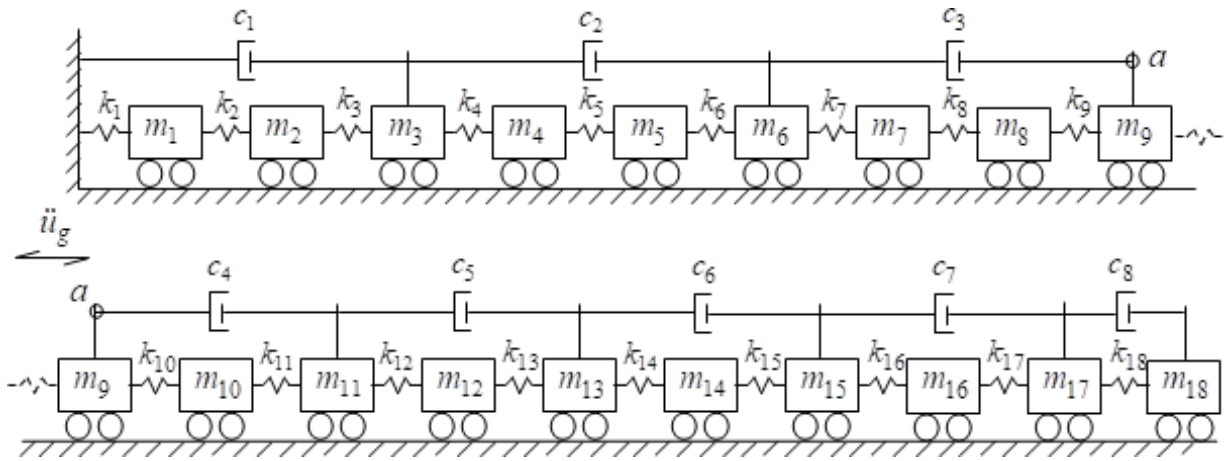 c₁ c₂ c₃
a
k₁ k₂ k₃ k₄ k₅ k₆ k₇ k₈ k₉
m₁ m₂ m₃ m₄ m₅ m₆ m₇ m₈ m₉
ü_g
c₄ c₅ c₆ c₇ c₈
a
k₁₀ k₁₁ k₁₂ k₁₃ k₁₄ k₁₅ k₁₆ k₁₇ k₁₈
m₉ m₁₀ m₁₁ m₁₂ m₁₃ m₁₄ m₁₅ m₁₆ m₁₇ m₁₈